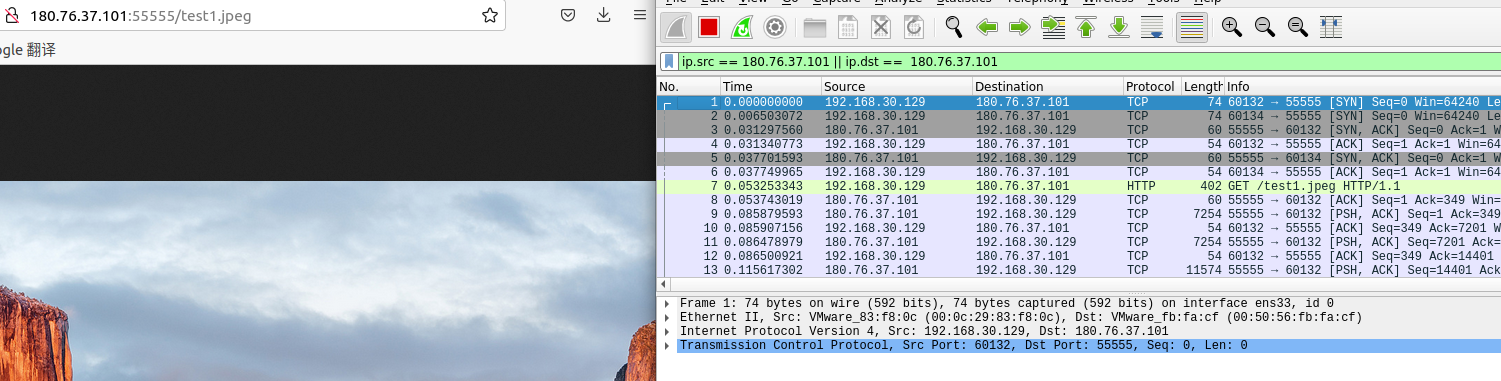 180.76.37.101:55555/test1.jpeg
ogle 翻译
File Edit View Go Capture Analyze Statistics Telephony Wireless Tools Help
ip.src == 180.76.37.101 || ip.dst ==  180.76.37.101
No. Time Source Destination Protocol Length Info
1 0.000000000 192.168.30.129 180.76.37.101 TCP 74 60132 → 55555 [SYN] Seq=0 Win=64240 Le
2 0.006503072 192.168.30.129 180.76.37.101 TCP 74 60134 → 55555 [SYN] Seq=0 Win=64240 Le
3 0.031297560 180.76.37.101 192.168.30.129 TCP 60 55555 → 60132 [SYN, ACK] Seq=0 Ack=1 W
4 0.031340773 192.168.30.129 180.76.37.101 TCP 54 60132 → 55555 [ACK] Seq=1 Ack=1 Win=64
5 0.037701593 180.76.37.101 192.168.30.129 TCP 60 55555 → 60134 [SYN, ACK] Seq=0 Ack=1 W
6 0.037749965 192.168.30.129 180.76.37.101 TCP 54 60134 → 55555 [ACK] Seq=1 Ack=1 Win=64
7 0.053253343 192.168.30.129 180.76.37.101 HTTP 402 GET /test1.jpeg HTTP/1.1
8 0.053743019 180.76.37.101 192.168.30.129 TCP 60 55555 → 60132 [ACK] Seq=1 Ack=349 Win=
9 0.085879593 180.76.37.101 192.168.30.129 TCP 7254 55555 → 60132 [PSH, ACK] Seq=1 Ack=349
10 0.085907156 192.168.30.129 180.76.37.101 TCP 54 60132 → 55555 [ACK] Seq=349 Ack=7201 W
11 0.086478979 180.76.37.101 192.168.30.129 TCP 7254 55555 → 60132 [PSH, ACK] Seq=7201 Ack=
12 0.086500921 192.168.30.129 180.76.37.101 TCP 54 60132 → 55555 [ACK] Seq=349 Ack=14401
13 0.115617302 180.76.37.101 192.168.30.129 TCP 11574 55555 → 60132 [PSH, ACK] Seq=14401 Ack
Frame 1: 74 bytes on wire (592 bits), 74 bytes captured (592 bits) on interface ens33, id 0
Ethernet II, Src: VMware_83:f8:0c (00:0c:29:83:f8:0c), Dst: VMware_fb:fa:cf (00:50:56:fb:fa:cf)
Internet Protocol Version 4, Src: 192.168.30.129, Dst: 180.76.37.101
Transmission Control Protocol, Src Port: 60132, Dst Port: 55555, Seq: 0, Len: 0